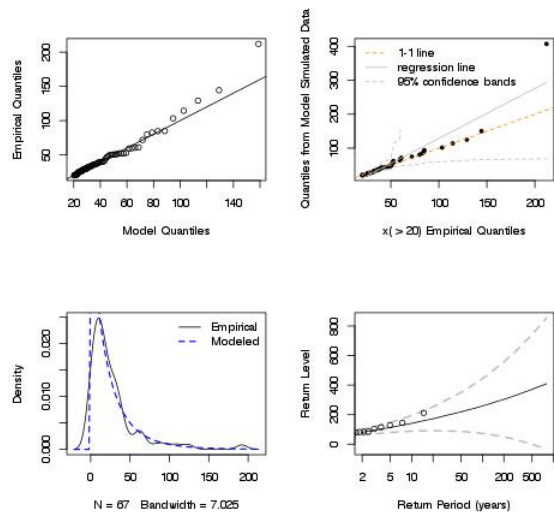 Empirical Quantiles
50
100
150
200
20
40
60
80
100
140
Model Quantiles
Quantiles from Model Simulated Data
100
200
300
400
1-1 line
regression line
95% confidence bands
50
100
150
200
x( > 20) Empirical Quantiles
Density
0.000
0.010
0.020
Empirical
Modeled
0
50
100
150
200
N = 67 Bandwidth = 7.025
Return Level
0
200
400
600
800
2
5
10
50
200
500
Return Period (years)